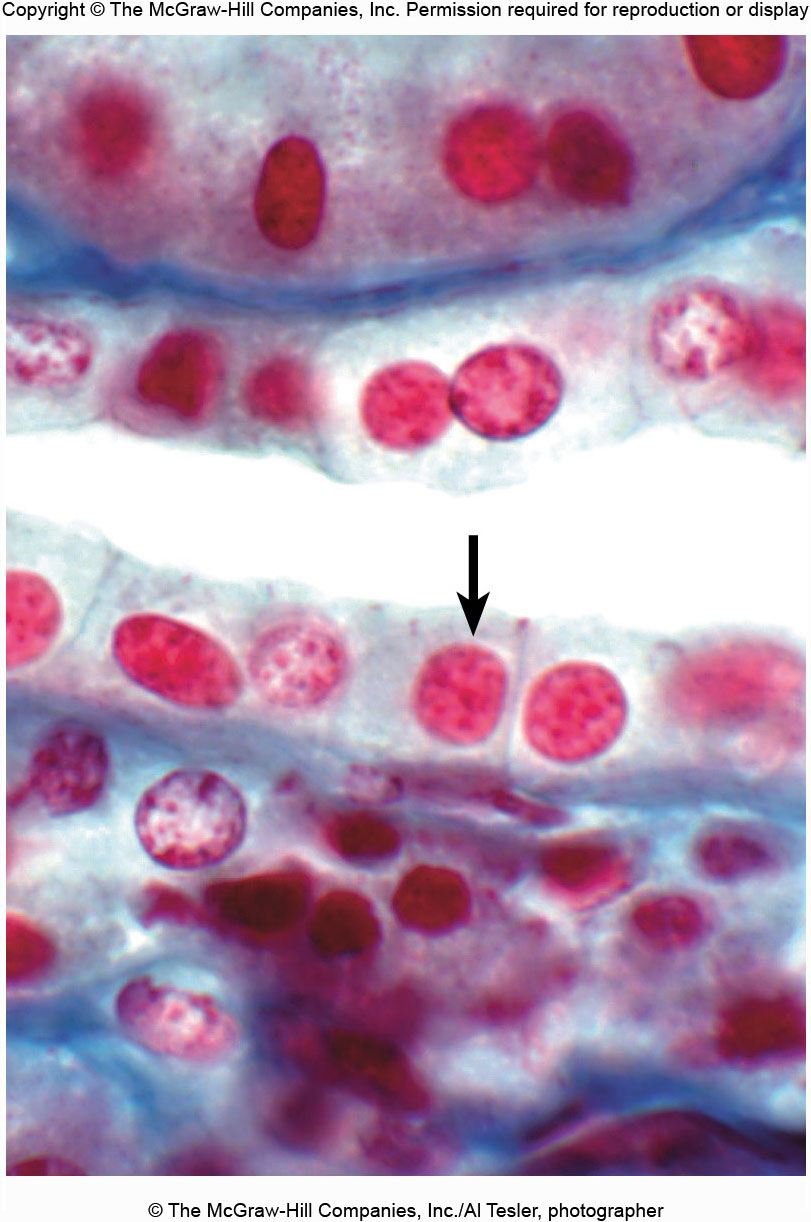 Copyright © The McGraw-Hill Companies, Inc. Permission required for reproduction or display
© The McGraw-Hill Companies, Inc./Al Tesler, photographer